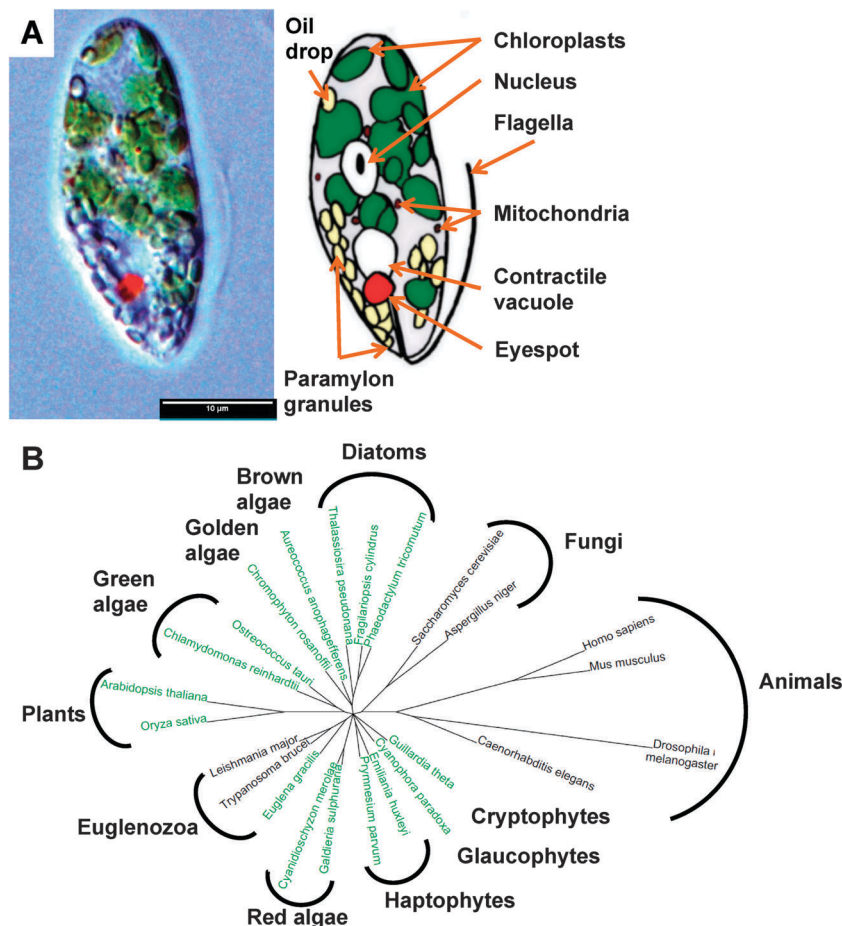 A
Oil
drop
Chloroplasts
Nucleus
Flagella
Mitochondria
Contractile
vacuole
Eyespot
Paramylon
granules
10 µm
B
Diatoms
Brown
algae
Golden
algae
Green
algae
Plants
Euglenozoa
Red algae
Haptophytes
Glaucophytes
Cryptophytes
Animals
Fungi
Thalassiosira pseudonana
Fragilariopsis cylindrus
Phaeodactylum tricornutum
Aureococcus anophagefferens
Chromophyton rosanoffii
Ostreococcus tauri
Chlamydomonas reinhardtii
Arabidopsis thaliana
Oryza sativa
Leishmania major
Trypanosoma brucei
Euglena gracilis
Cyanidioschyzon merolae
Galdieria sulphuraria
Prymnesium parvum
Emiliania huxleyi
Cyanophora paradoxa
Guillardia theta
Saccharomyces cerevisiae
Aspergillus niger
Homo sapiens
Mus musculus
Drosophila
melanogaster
Caenorhabditis elegans